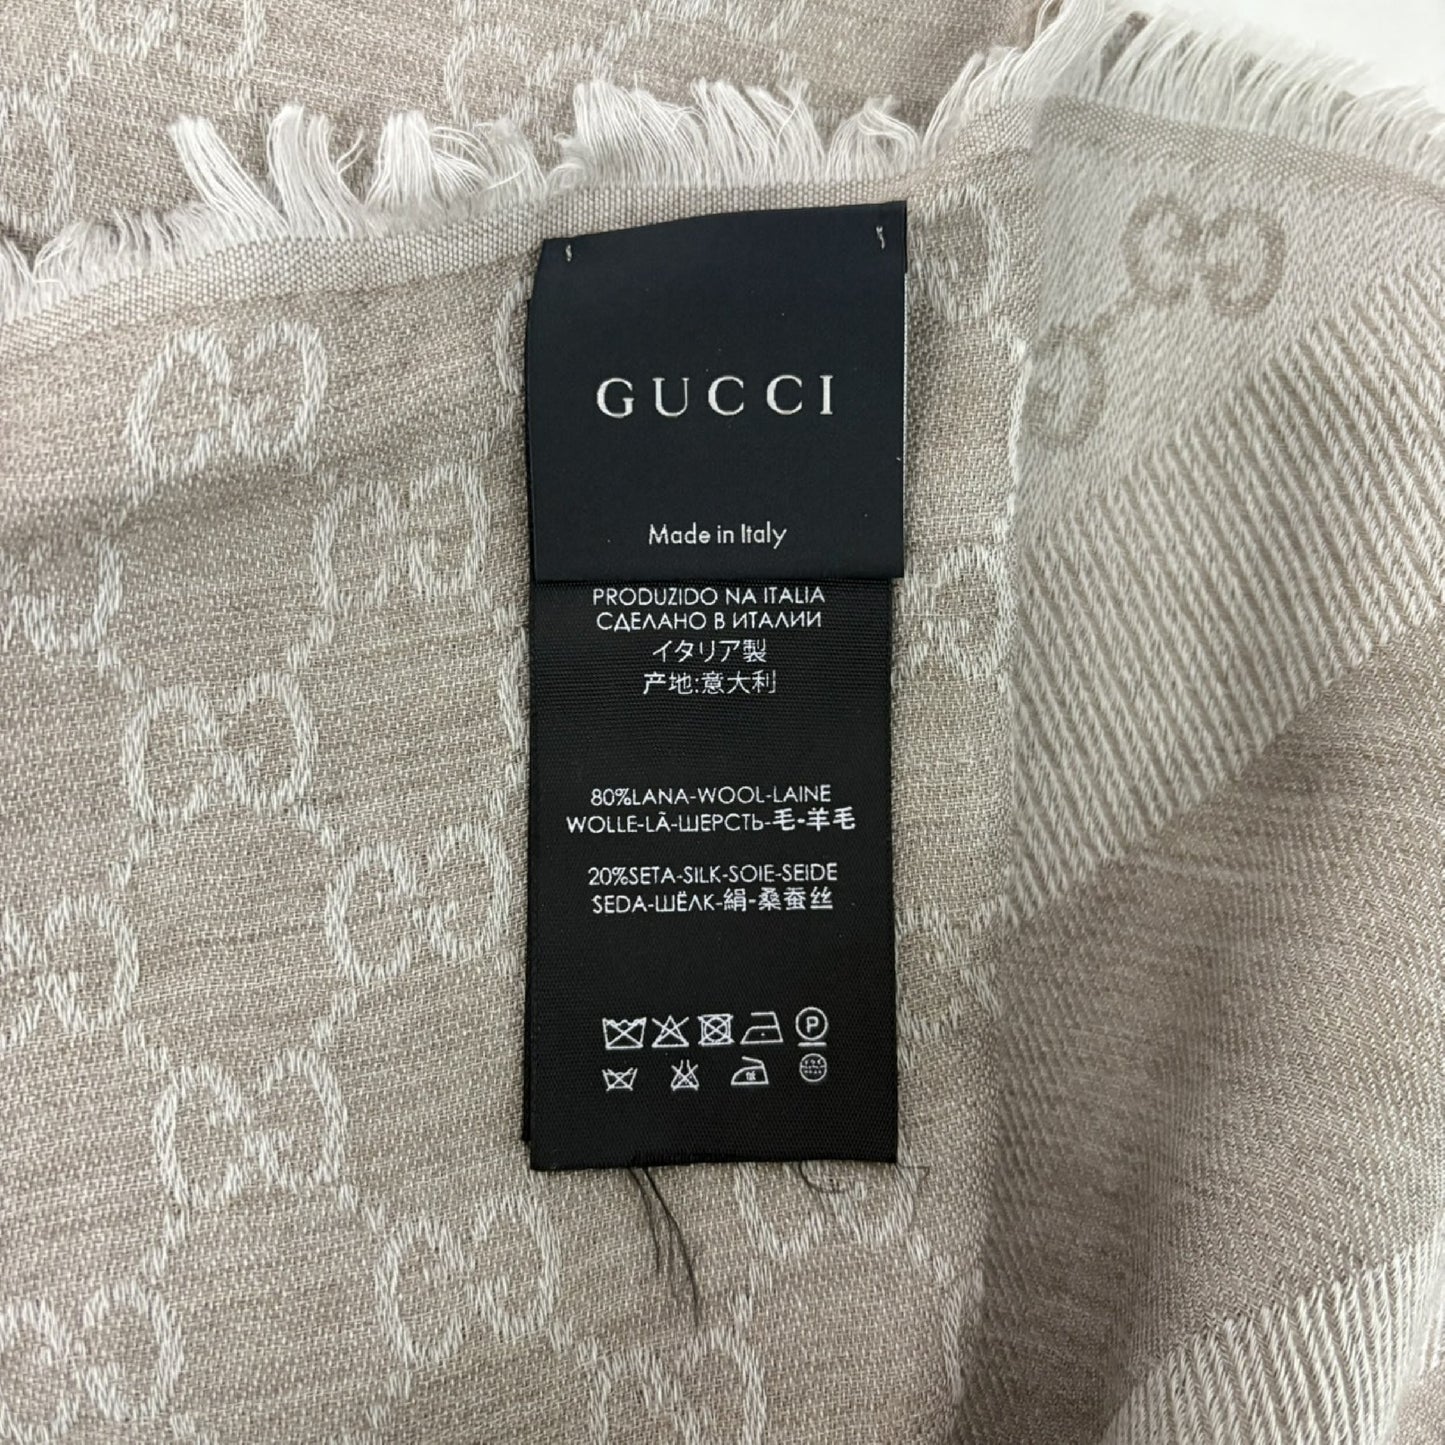 GUCCI
Made in Italy
PRODUZIDO NA ITALIA
СДЕЛАНО В ИТАЛИИ
イタリア製
产地:意大利
80%LANA-WOOL-LAINE
WOLLE-LÃ-ШЕРСТЬ-毛-羊毛
20%SETA-SILK-SOIE-SEIDE
SEDA-ШЁЛК-絹-桑蚕丝
P